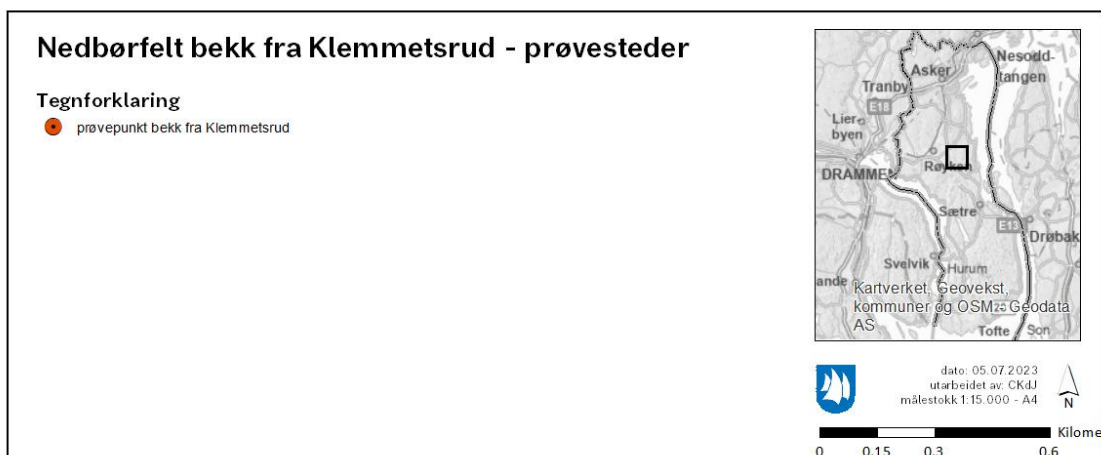 Nedbørfelt bekk fra Klemmetsrud - prøvesteder
Tegnforklaring
prøvepunkt bekk fra Klemmetsrud
Nesodd-
tangen
Asker
Tranby
E18
Lier-
byen
DRAMMEN
Røyken
Sætre
E13
Drøbak
Svelvik
Hurum
ande
Kartverket, Geovekst,
kommuner og OSM - Geodata
AS
Tofte
Son
dato: 05.07.2023
utarbeidet av: CKdJ
målestokk 1:15.000 - A4
N
Kilome
0 0.15 0.3 0.6